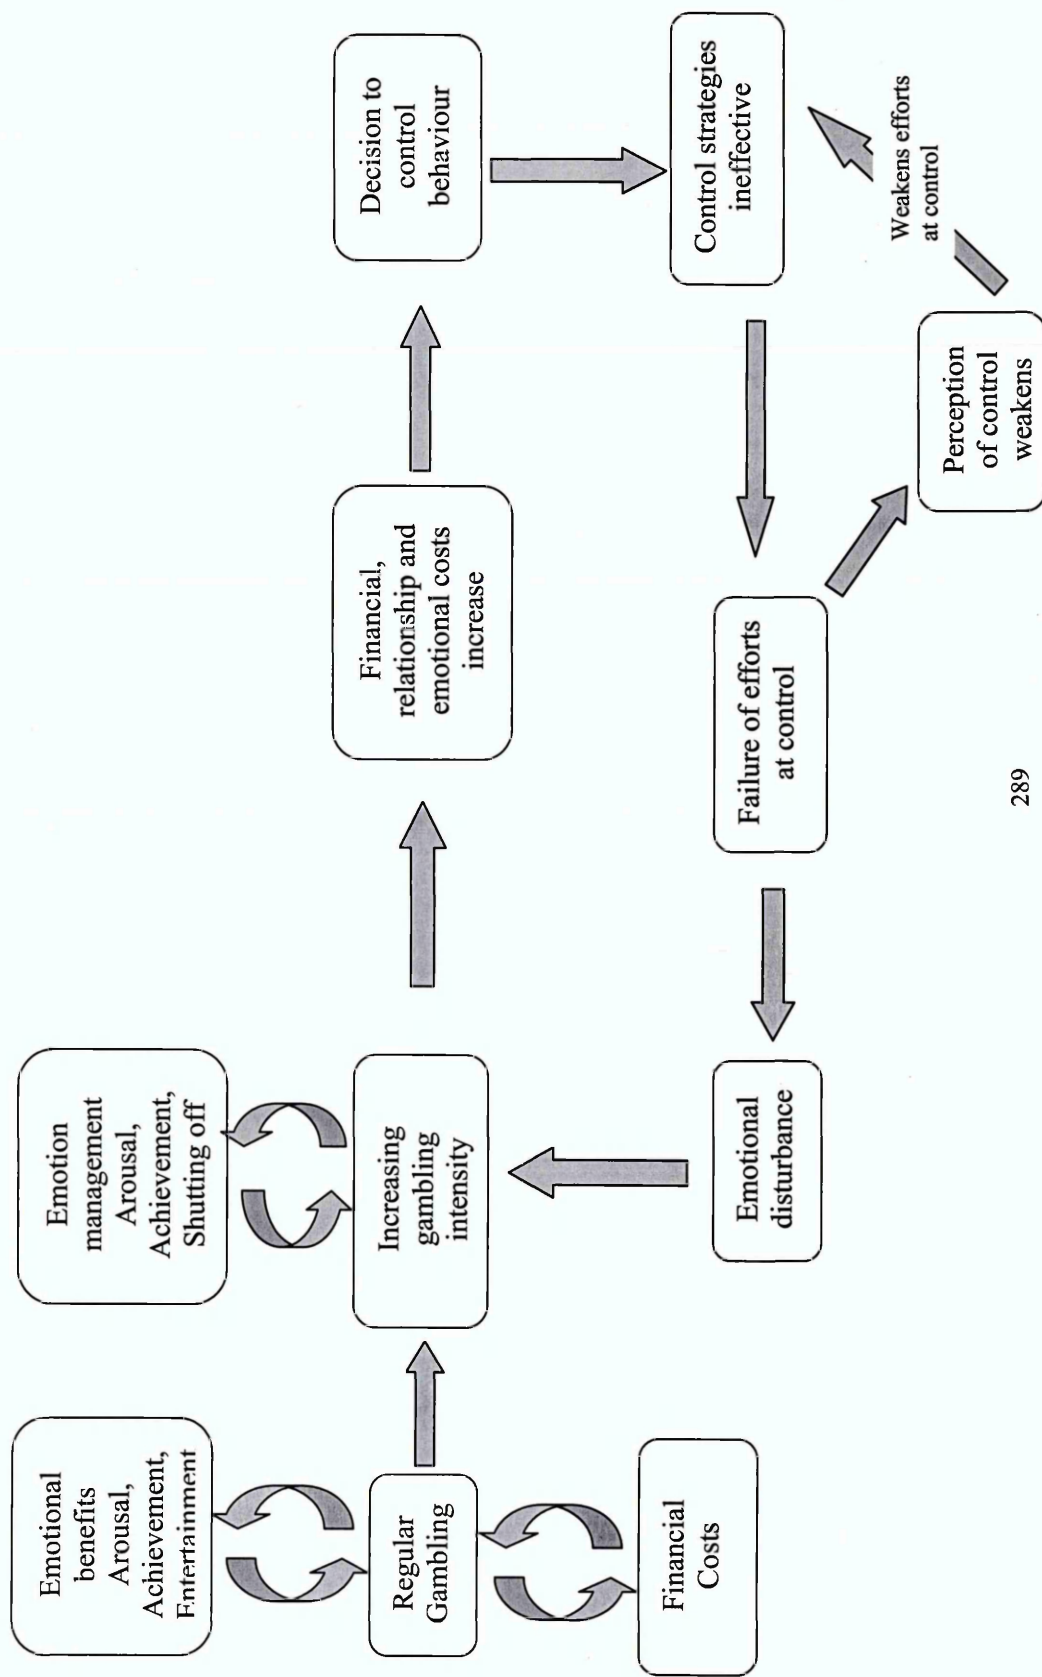 Emotional
benefits
Arousal,
Achievement,
Entertainment
Regular
Gambling
Financial
Costs
Emotion
management
Arousal,
Achievement,
Shutting off
Increasing
gambling
intensity
Emotional
disturbance
Financial,
relationship and
emotional costs
increase
Failure of efforts
at control
Decision to
control
behaviour
Control strategies
ineffective
Weakens efforts
at control
Perception
of control
weakens
289